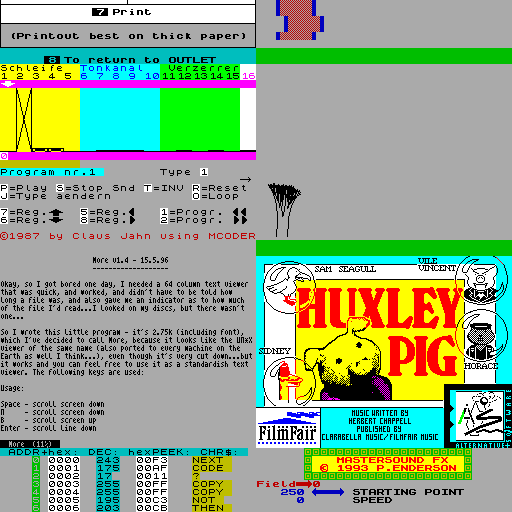 7 Print
(Printout best on thick paper)
8 To return to OUTLET
Schleife Tonkanal Verzerrer
1 2 3 4 5 6 7 8 9 10 11 12 13 14 15 16
0
Program nr.1 Type 1
P=Play S=Stop Snd T=INV R=Reset
J=Type aendern O=Loop
7=Reg. 5=Reg. 1=Progr.
6=Reg. 8=Reg. 2=Progr.
©1987 by Claus Jahn using MCODER
More v1.4 - 15.5.96
Okay, so I got bored one day, I needed a 64 column text viewer
that was quick, and worked, and didn't have to be told how
long a file was, and also gave me an indicator as to how much
of the file I'd read...I looked on my discs, but there wasn't
one...
So I wrote this little program - it's 2.75K (including font),
which I've decided to call More, because it looks like the UNıX
viewer of the same name (also ported to every machine on the
Earth as well I think...), even though it's very cut down...but
it works and you can feel free to use it as a standardish text
viewer. The following keys are used:
Usage:
Space - scroll screen down
N - scroll screen down
B - scroll screen up
Enter - scroll line down
More (11%)
SAM SEAGULL
VILE
VINCENT
HUXLEY
PIG
SIDNEY
HORACE
FilmFair
MUSIC WRITTEN BY
HERBERT CHAPPELL
PUBLISHED BY
CLARABELLA MUSIC/FILMFAIR MUSIC
ALTERNATIVE
SOFTWARE
ADDR+hex: DEC: hexPEEK: CHR$:
0 0000 243 00F3 NEXT
1 0001 175 00AF CODE
2 0002 17 0011 ?
3 0003 255 00FF COPY
4 0004 255 00FF COPY
5 0005 195 00C3 NOT
6 0006 203 00CB THEN
MASTERSOUND FX
© 1993 P.ENDERSON
Field 0
250 STARTING POINT
0 SPEED